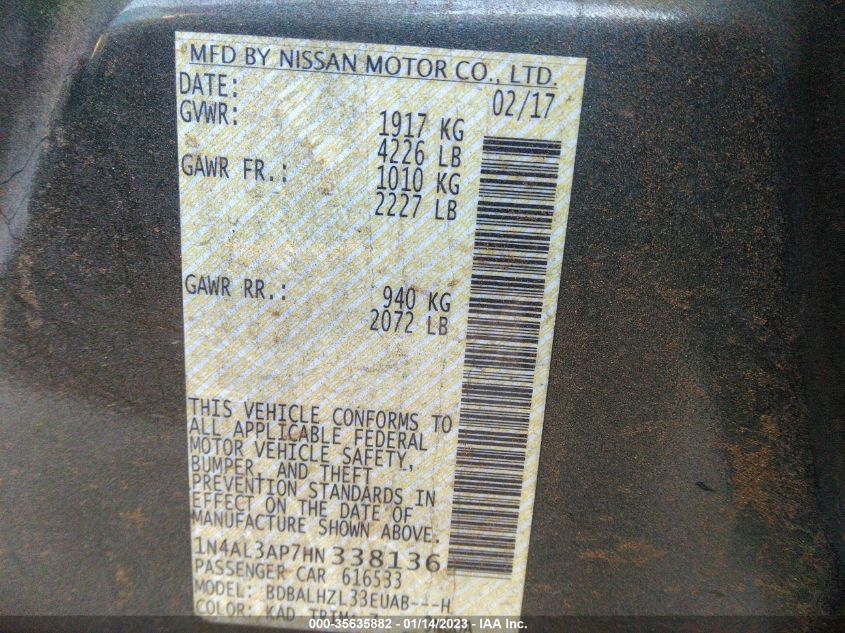 MFD BY NISSAN MOTOR CO., LTD.
DATE: 02/17
GVWR: 1917 KG
4226 LB
GAWR FR.: 1010 KG
2227 LB
GAWR RR.: 940 KG
2072 LB
THIS VEHICLE CONFORMS TO
ALL APPLICABLE FEDERAL
MOTOR VEHICLE SAFETY,
BUMPER, AND THEFT
PREVENTION STANDARDS IN
EFFECT ON THE DATE OF
MANUFACTURE SHOWN ABOVE.
1N4AL3AP7HN 338136
PASSENGER CAR 616533
MODEL: BDBALHZL33EUAB---H
COLOR: KAD TRIM:
000-35635882 - 01/14/2023 - IAA Inc.